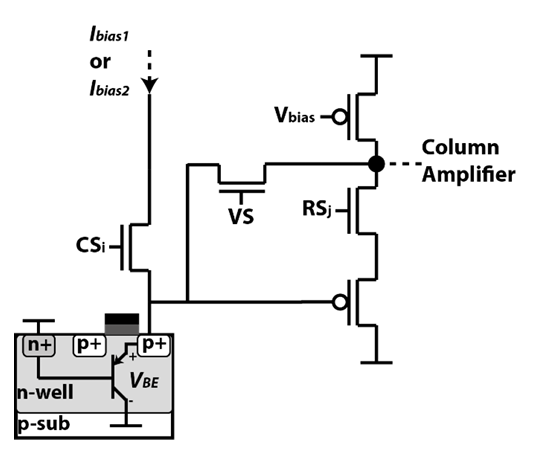 Ibias1
or
Ibias2
Vbias
Column
Amplifier
VS
RSj
CSi
n+ p+ p+
+
VBE
n-well
-
p-sub